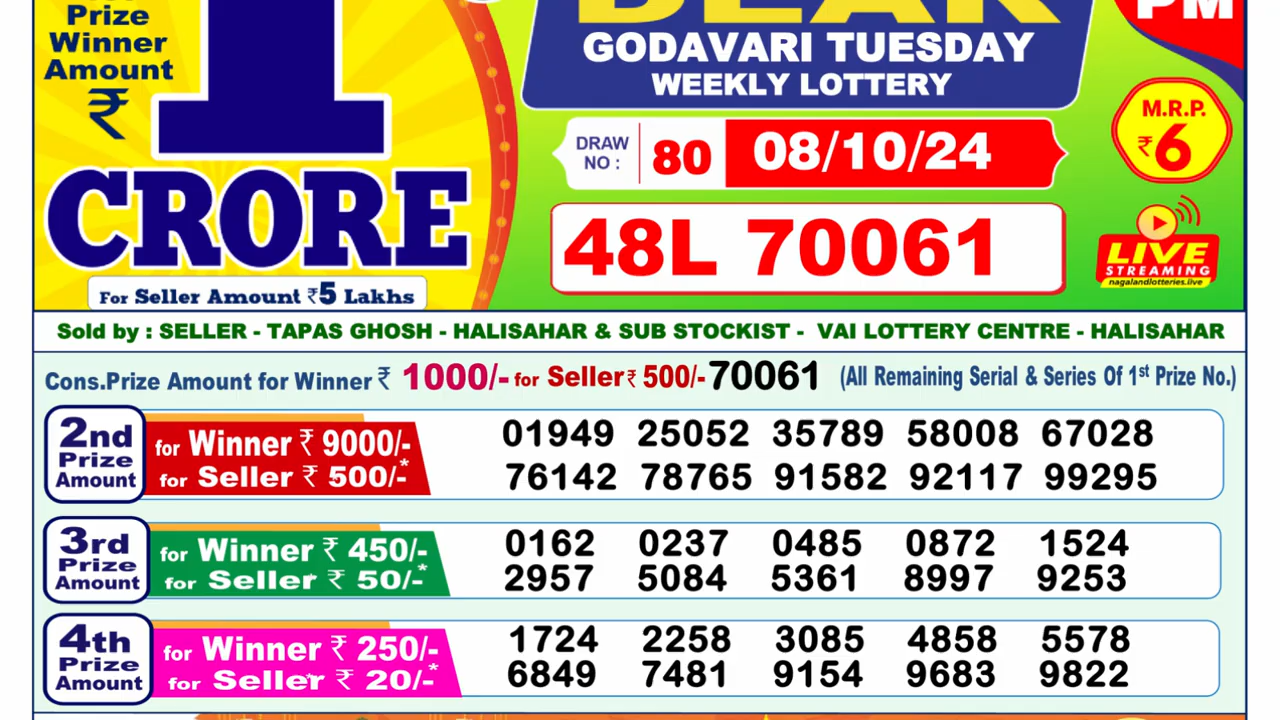 Prize
Winner
Amount
₹
1
CRORE
For Seller Amount ₹5 Lakhs
DEAR
GODAVARI TUESDAY
WEEKLY LOTTERY
PM
DRAW NO : 80 08/10/24
M.R.P.
₹6
48L 70061
LIVE
STREAMING
nagalandlotteries.live
Sold by : SELLER - TAPAS GHOSH - HALISAHAR & SUB STOCKIST - VAI LOTTERY CENTRE - HALISAHAR
Cons.Prize Amount for Winner ₹ 1000/- for Seller ₹ 500/- 70061 (All Remaining Serial & Series Of 1st Prize No.)
2nd
Prize
Amount
for Winner ₹ 9000/-
for Seller ₹ 500/-*
01949 25052 35789 58008 67028
76142 78765 91582 92117 99295
3rd
Prize
Amount
for Winner ₹ 450/-
for Seller ₹ 50/-*
0162 0237 0485 0872 1524
2957 5084 5361 8997 9253
4th
Prize
Amount
for Winner ₹ 250/-
for Seller ₹ 20/-*
1724 2258 3085 4858 5578
6849 7481 9154 9683 9822